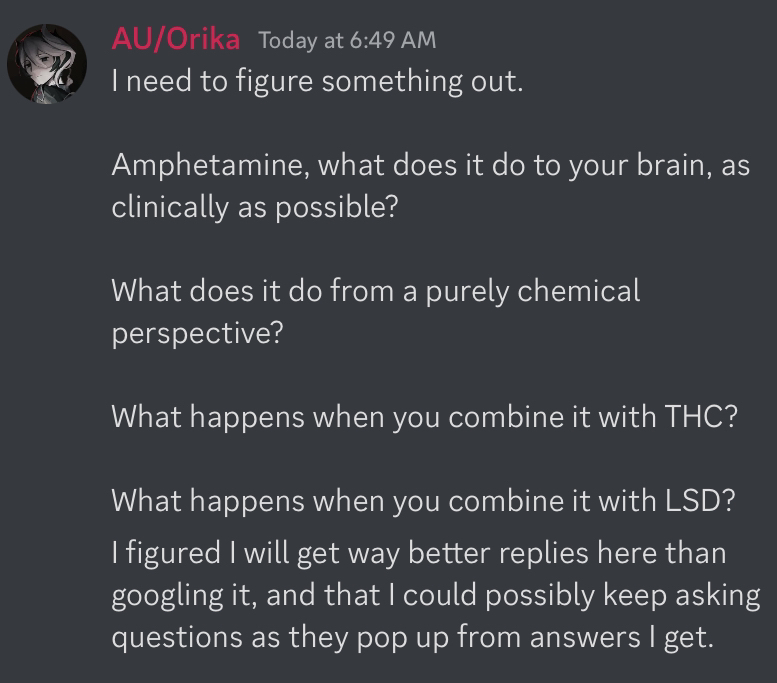 AU/Orika Today at 6:49 AM
I need to figure something out.
Amphetamine, what does it do to your brain, as
clinically as possible?
What does it do from a purely chemical
perspective?
What happens when you combine it with THC?
What happens when you combine it with LSD?
I figured I will get way better replies here than
googling it, and that I could possibly keep asking
questions as they pop up from answers I get.